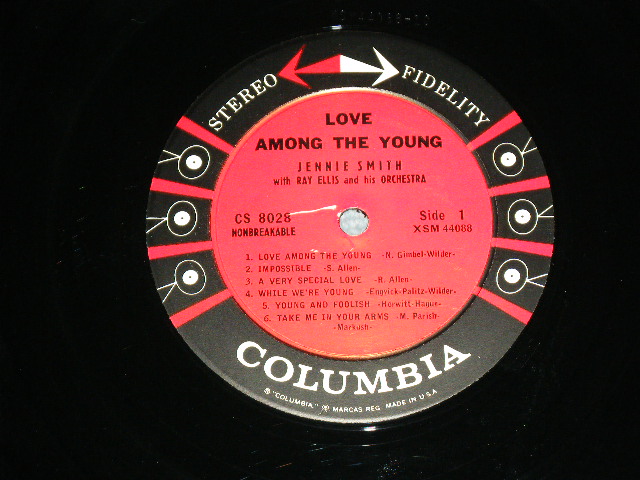 STEREO FIDELITY
LOVE
AMONG THE YOUNG
JENNIE SMITH
with RAY ELLIS and his ORCHESTRA
CS 8028
NONBREAKABLE
Side 1
XSM 44088
1. LOVE AMONG THE YOUNG -N. Gimbel-Wilder-
2. IMPOSSIBLE -S. Allen-
3. A VERY SPECIAL LOVE -R. Allen-
4. WHILE WE'RE YOUNG -Engvick-Palitz-Wilder-
5. YOUNG AND FOOLISH -Horwitt-Hague-
6. TAKE ME IN YOUR ARMS -M. Parish-
-Markush-
COLUMBIA
® "COLUMBIA," ® MARCAS REG. MADE IN U.S.A.